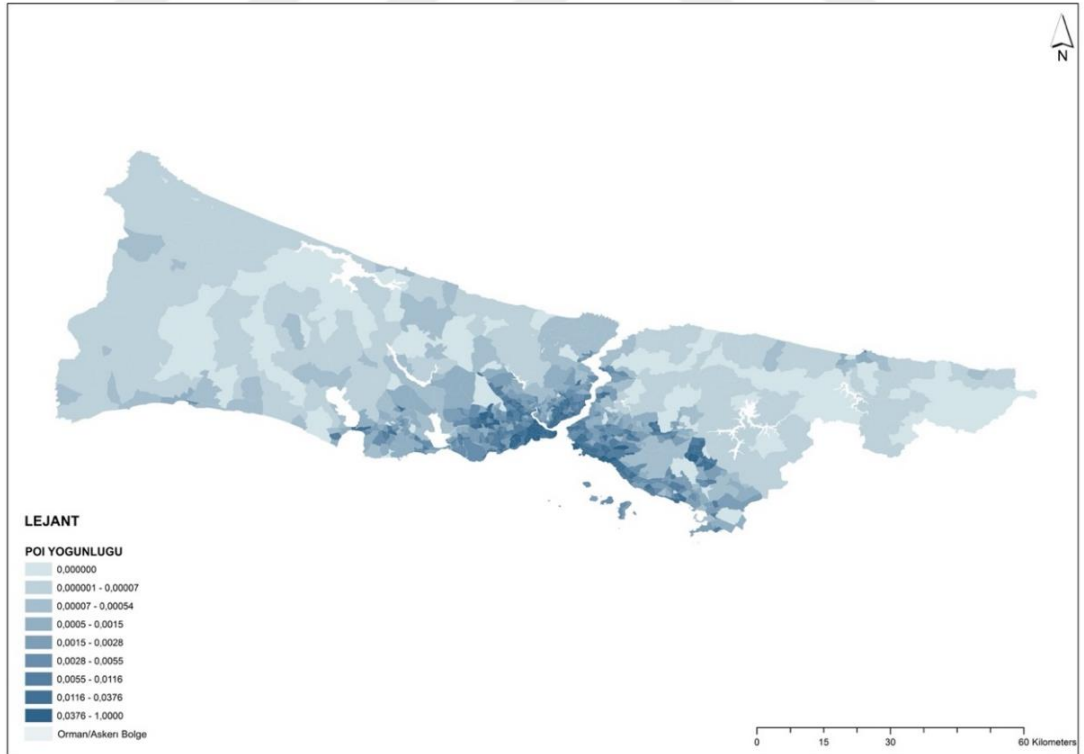 N
LEJANT
POI YOGUNLUGU
0,000000
0,000001 - 0,00007
0,00007 - 0,00054
0,0005 - 0,0015
0,0015 - 0,0028
0,0028 - 0,0055
0,0055 - 0,0116
0,0116 - 0,0376
0,0376 - 1,0000
Orman/Askerı Bolge
0 15 30 60 Kilometers